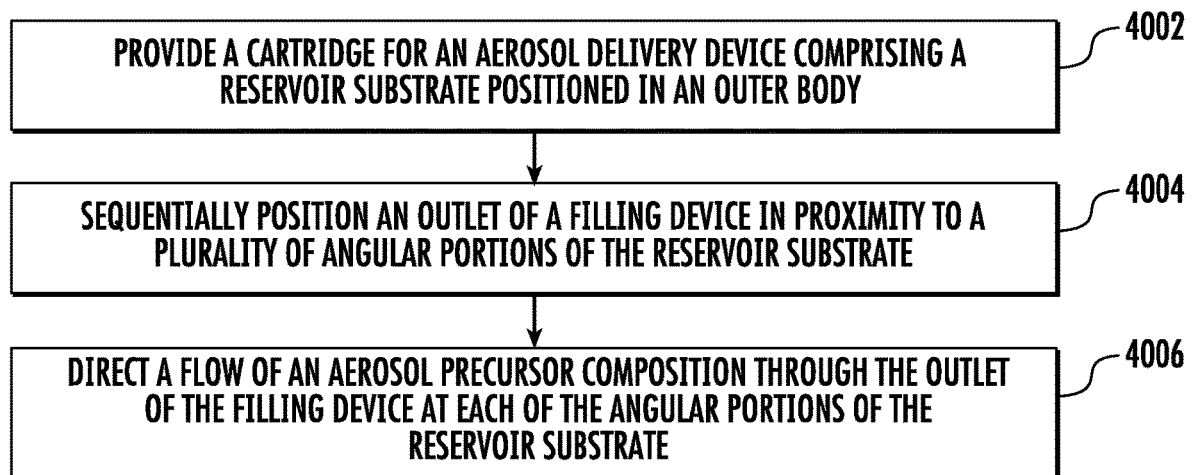 PROVIDE A CARTRIDGE FOR AN AEROSOL DELIVERY DEVICE COMPRISING A
RESERVOIR SUBSTRATE POSITIONED IN AN OUTER BODY
4002
SEQUENTIALLY POSITION AN OUTLET OF A FILLING DEVICE IN PROXIMITY TO A
PLURALITY OF ANGULAR PORTIONS OF THE RESERVOIR SUBSTRATE
4004
DIRECT A FLOW OF AN AEROSOL PRECURSOR COMPOSITION THROUGH THE OUTLET
OF THE FILLING DEVICE AT EACH OF THE ANGULAR PORTIONS OF THE
RESERVOIR SUBSTRATE
4006